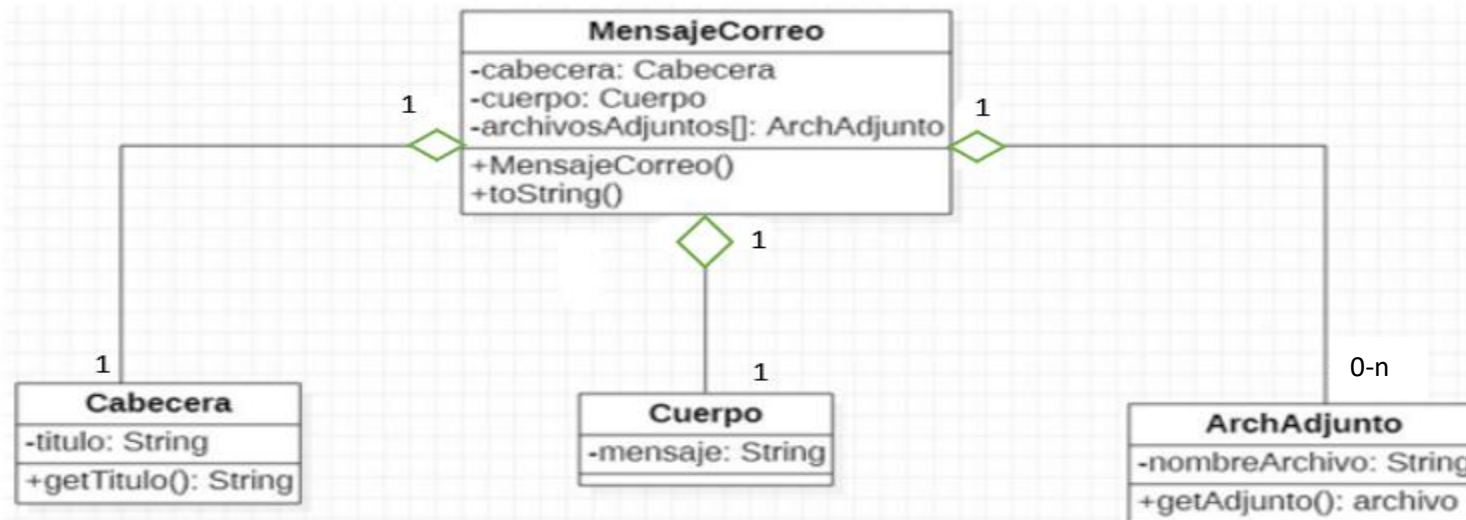 MensajeCorreo
-cabecera: Cabecera
-cuerpo: Cuerpo
-archivosAdjuntos[]: ArchAdjunto
+MensajeCorreo()
+toString()
1
1
1
1
1
0-n
Cabecera
-titulo: String
+getTitulo(): String
Cuerpo
-mensaje: String
ArchAdjunto
-nombreArchivo: String
+getAdjunto(): archivo